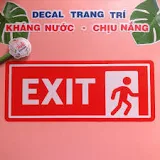 DECAL TRANG TRÍ
KHÁNG NƯỚC - CHỊU NẮNG
EXIT